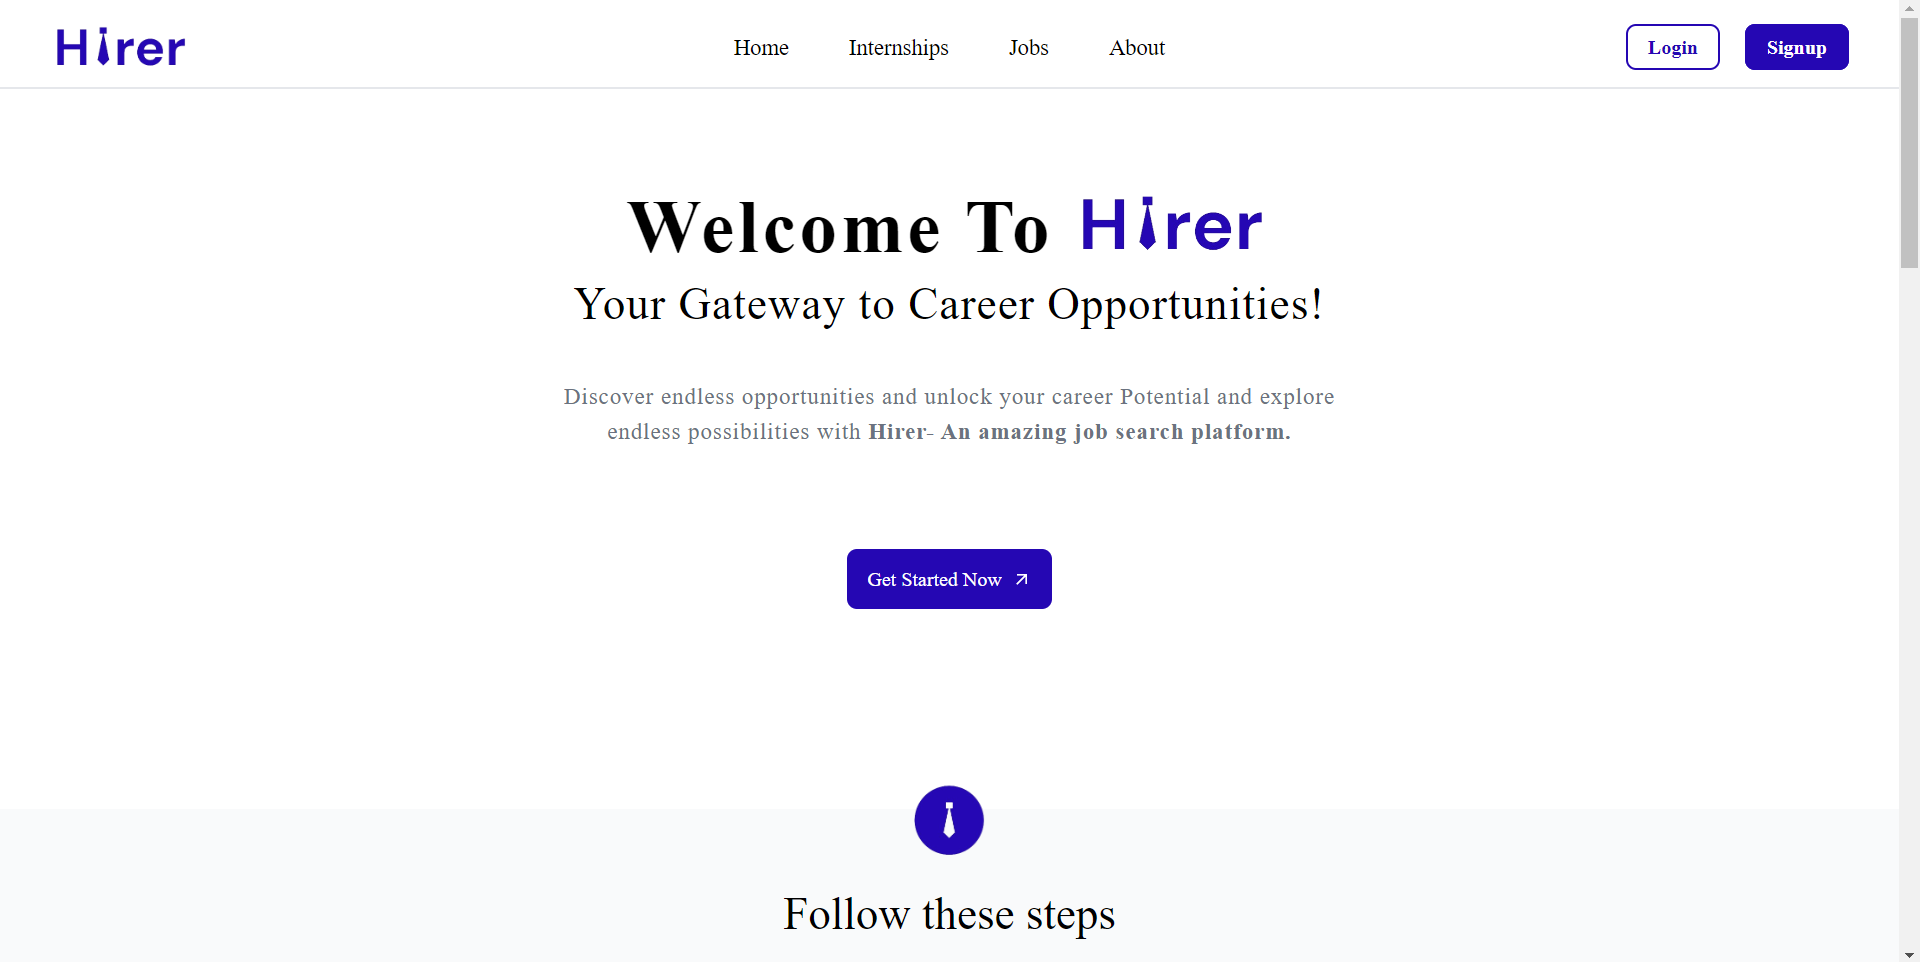 Hirer
Home Internships Jobs About
Login Signup
Welcome To Hirer
Your Gateway to Career Opportunities!
Discover endless opportunities and unlock your career Potential and explore
endless possibilities with Hirer- An amazing job search platform.
Get Started Now
Follow these steps